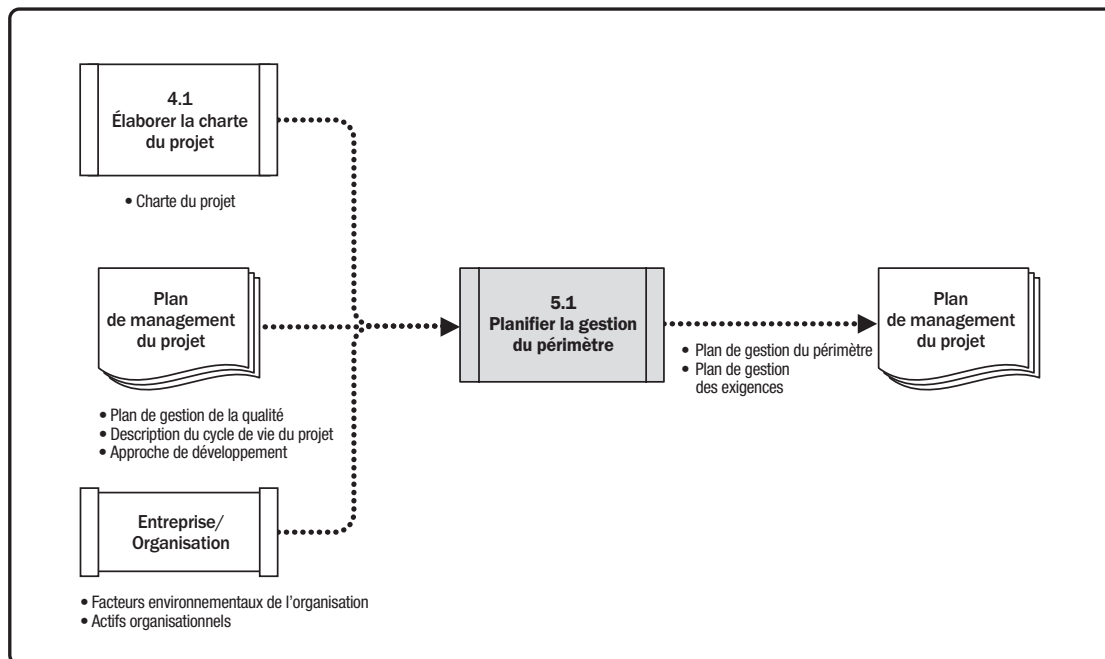 4.1
Élaborer la charte
du projet
• Charte du projet
Plan
de management
du projet
• Plan de gestion de la qualité
• Description du cycle de vie du projet
• Approche de développement
Entreprise/
Organisation
• Facteurs environnementaux de l’organisation
• Actifs organisationnels
5.1
Planifier la gestion
du périmètre
• Plan de gestion du périmètre
• Plan de gestion
des exigences
Plan
de management
du projet